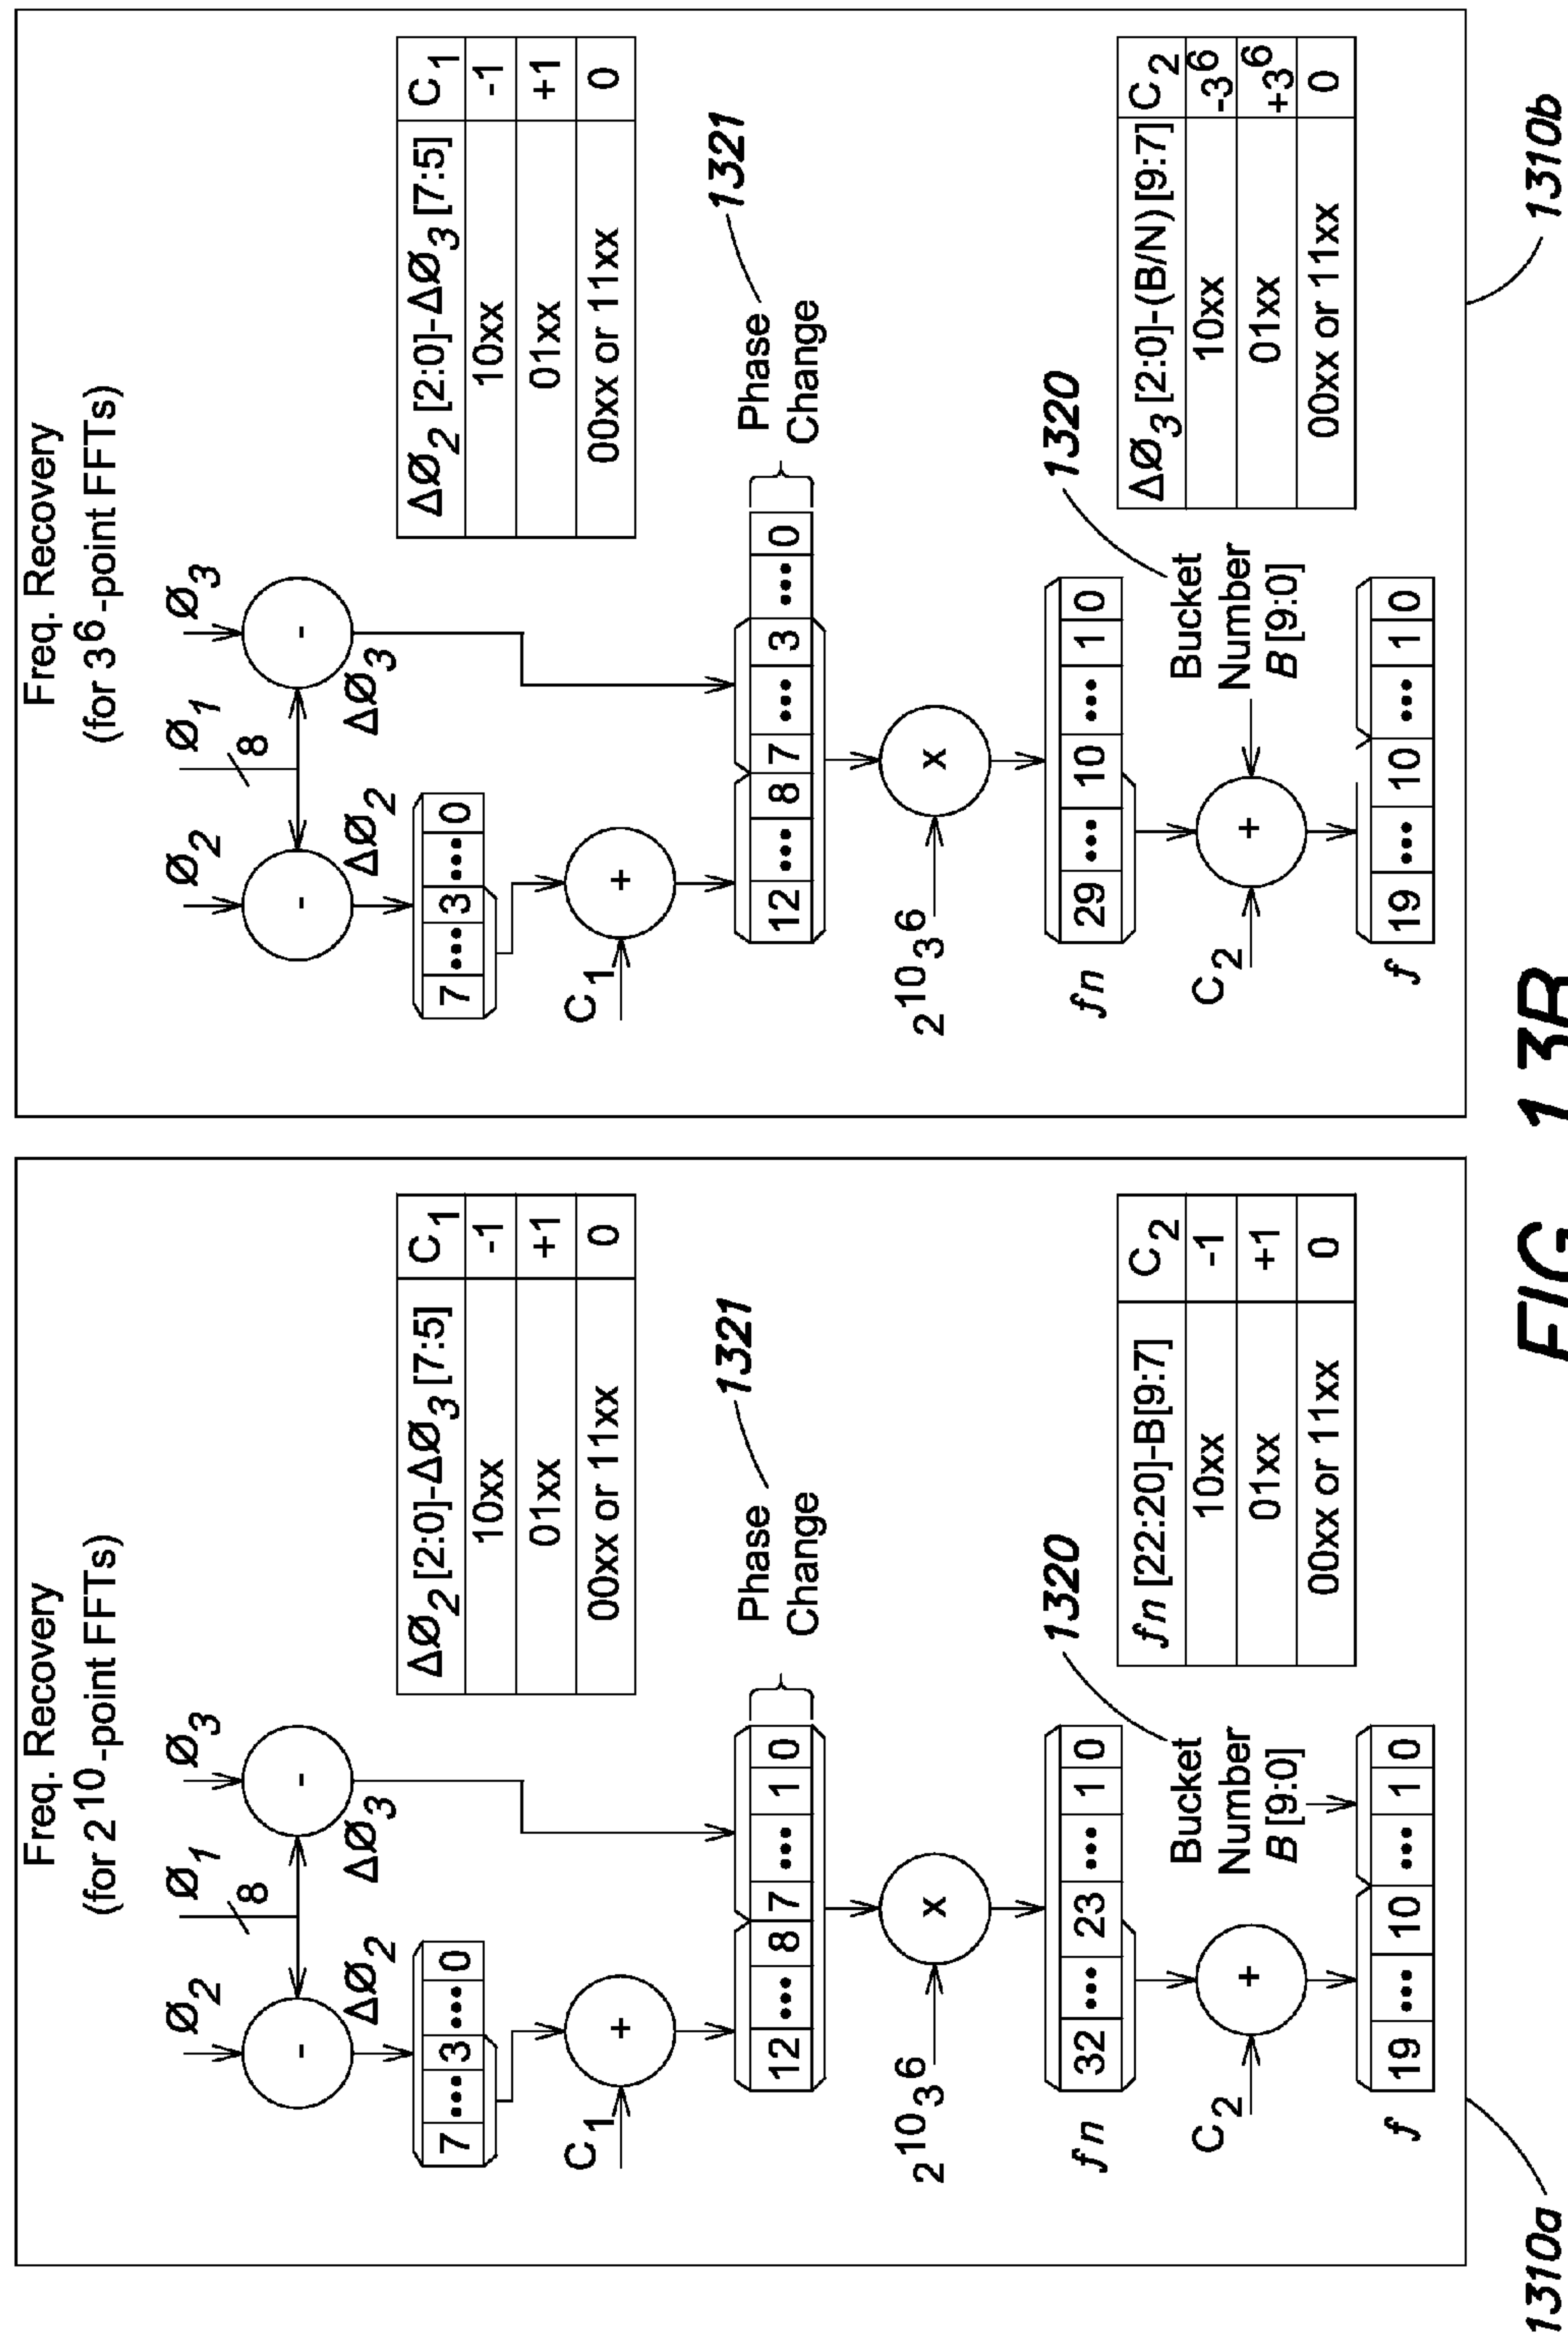 Freq. Recovery
(for 2^10-point FFTs)
Ø2 Ø1 Ø3
8
- -
ΔØ2 ΔØ3
7 ... 3 ... 0
C1
+
12 ... 8 7 ... 1 0
Phase
Change
1321
2^10 3^6
x
fn 32 ... 23 ... 1 0
C2
+
Bucket
Number
B [9:0]
1320
f 19 ... 10 ... 1 0
ΔØ2 [2:0]-ΔØ3 [7:5] C1
10xx -1
01xx +1
00xx or 11xx 0
fn [22:20]-B[9:7] C2
10xx -1
01xx +1
00xx or 11xx 0
1310a
Freq. Recovery
(for 3^6-point FFTs)
Ø2 Ø1 Ø3
8
- -
ΔØ2 ΔØ3
7 ... 3 ... 0
C1
+
12 ... 8 7 ... 3 ... 0
Phase
Change
1321
2^10 3^6
x
fn 29 ... 10 ... 1 0
C2
+
Bucket
Number
B [9:0]
1320
f 19 ... 10 ... 1 0
ΔØ2 [2:0]-ΔØ3 [7:5] C1
10xx -1
01xx +1
00xx or 11xx 0
ΔØ3 [2:0]-(B/N) [9:7] C2
10xx -3^6
01xx +3^6
00xx or 11xx 0
1310b
FIG. 13B